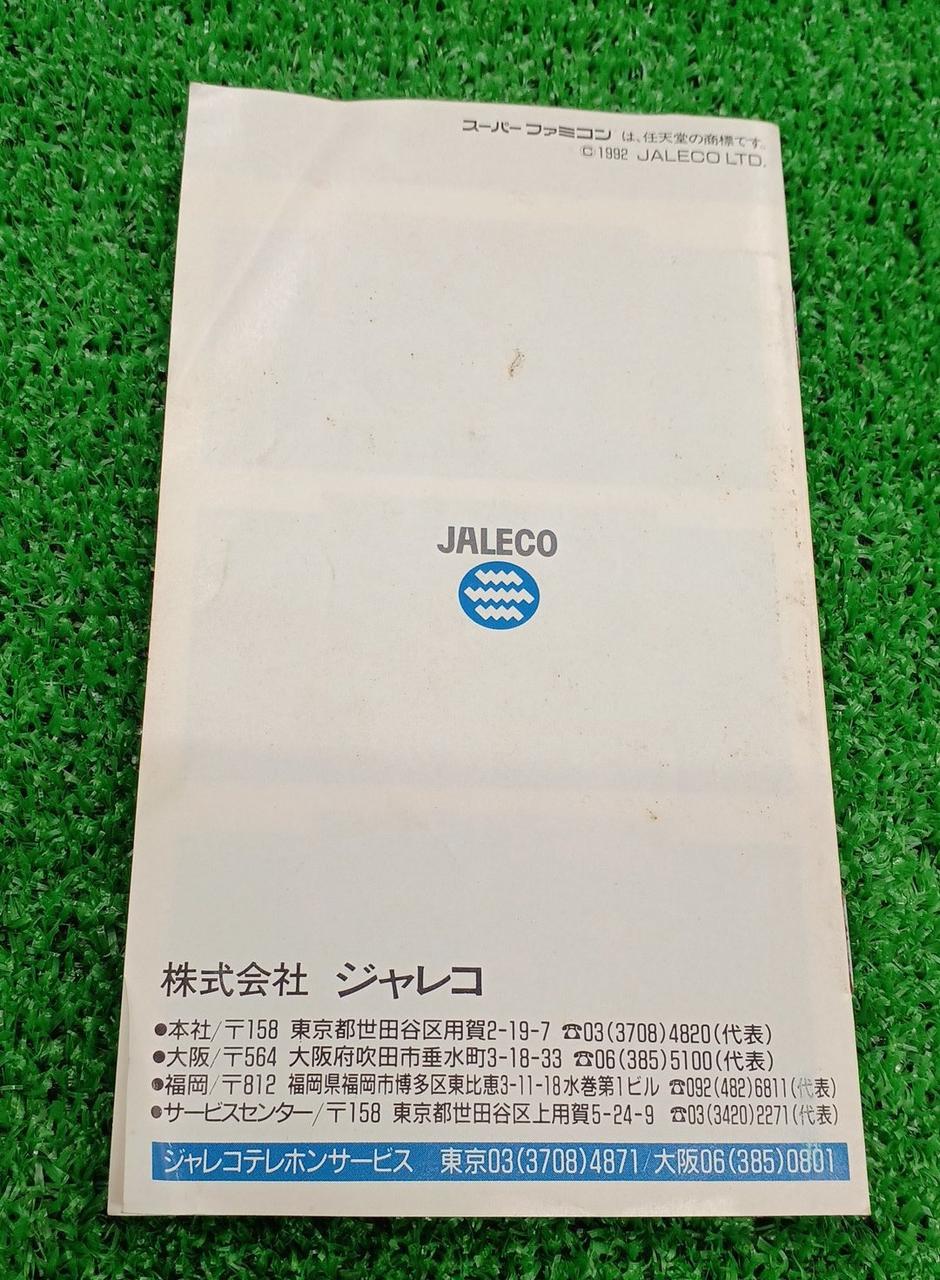 スーパーファミコン は、任天堂の商標です。
©1992 JALECO LTD.
JALECO
株式会社 ジャレコ
●本社/〒158 東京都世田谷区用賀2-19-7 ☎03(3708)4820(代表)
●大阪/〒564 大阪府吹田市垂水町3-18-33 ☎06(385)5100(代表)
●福岡/〒812 福岡県福岡市博多区東比恵3-11-18水巻第1ビル ☎092(482)6811(代表)
●サービスセンター/〒158 東京都世田谷区上用賀5-24-9 ☎03(3420)2271(代表)
ジャレコテレホンサービス 東京03(3708)4871/大阪06(385)0801